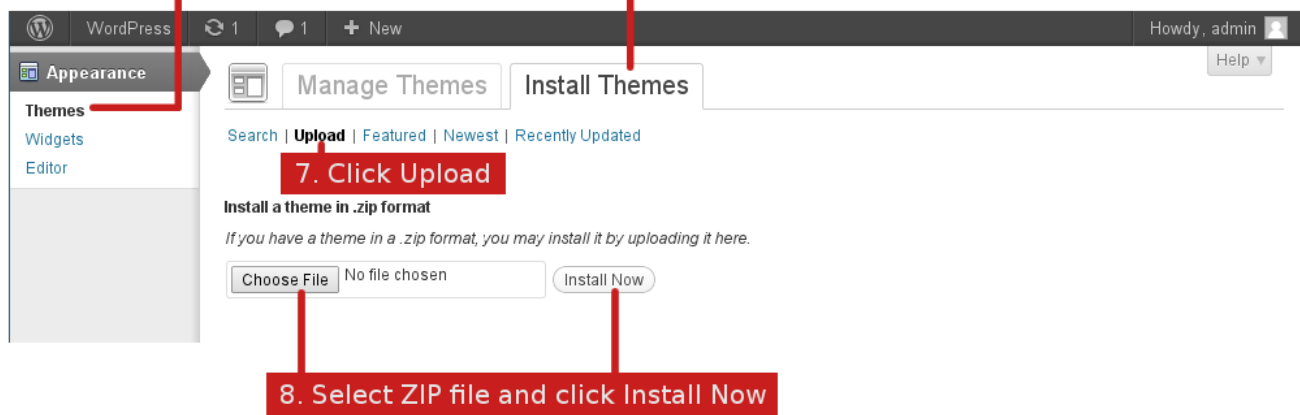 WordPress 1 1 + New Howdy, admin
Appearance
Help
Manage Themes Install Themes
Themes
Widgets
Editor
Search | Upload | Featured | Newest | Recently Updated
7. Click Upload
Install a theme in .zip format
If you have a theme in a .zip format, you may install it by uploading it here.
Choose File No file chosen Install Now
8. Select ZIP file and click Install Now